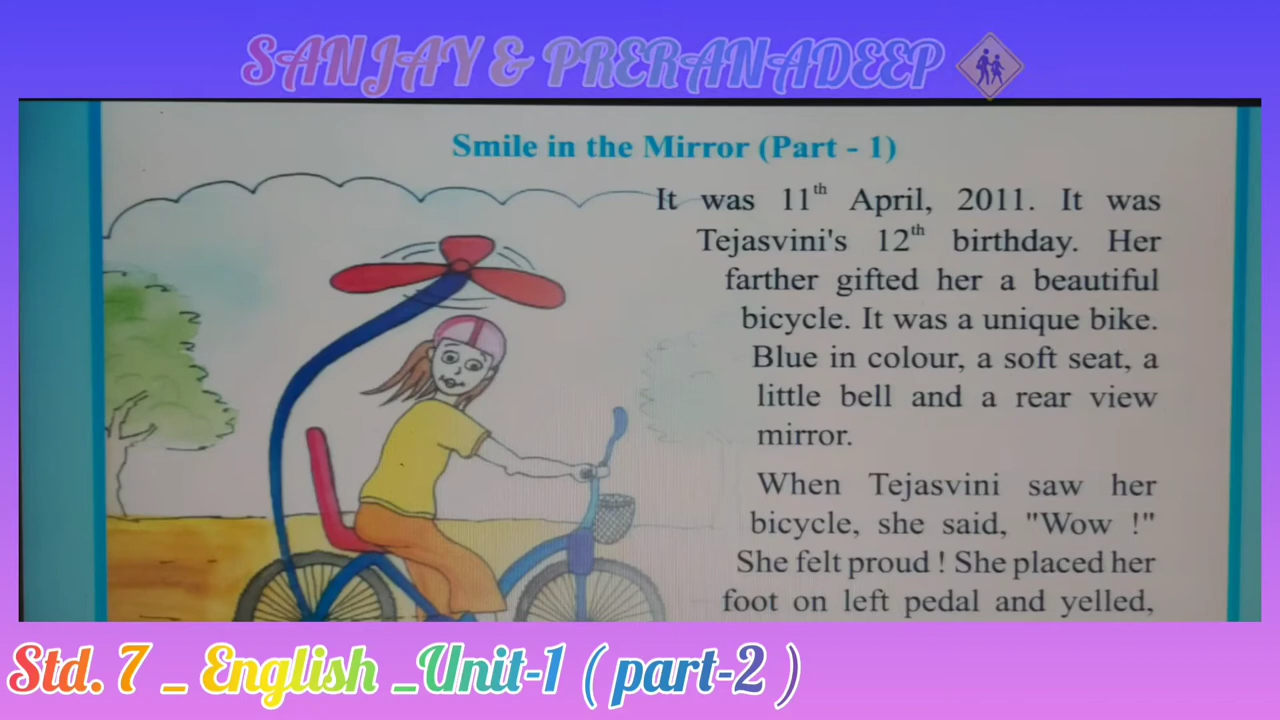 SANJAY & PRERANADEEP
Smile in the Mirror (Part - 1)
It was 11th April, 2011. It was
Tejasvini's 12th birthday. Her
farther gifted her a beautiful
bicycle. It was a unique bike.
Blue in colour, a soft seat, a
little bell and a rear view
mirror.
When Tejasvini saw her
bicycle, she said, "Wow !"
She felt proud ! She placed her
foot on left pedal and yelled,
Std. 7 _ English _Unit-1 ( part-2 )